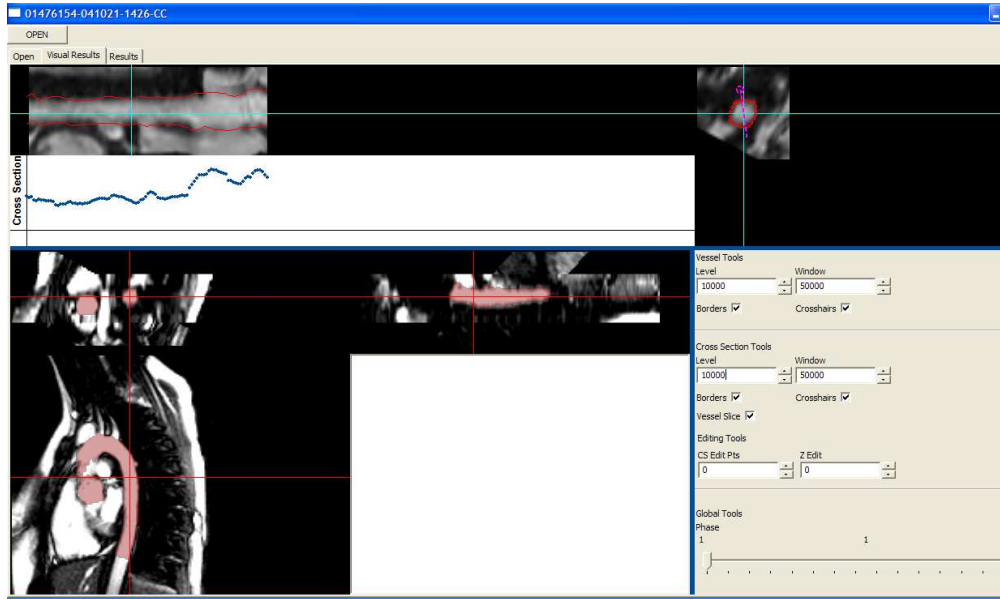 01476154-041021-1426-CC
OPEN
Open Visual Results Results
Cross Section
Vessel Tools
Level Window
10000 50000
Borders Crosshairs
Cross Section Tools
Level Window
10000 50000
Borders Crosshairs
Vessel Slice
Editing Tools
CS Edit Pts Z Edit
0 0
Global Tools
Phase
1 1